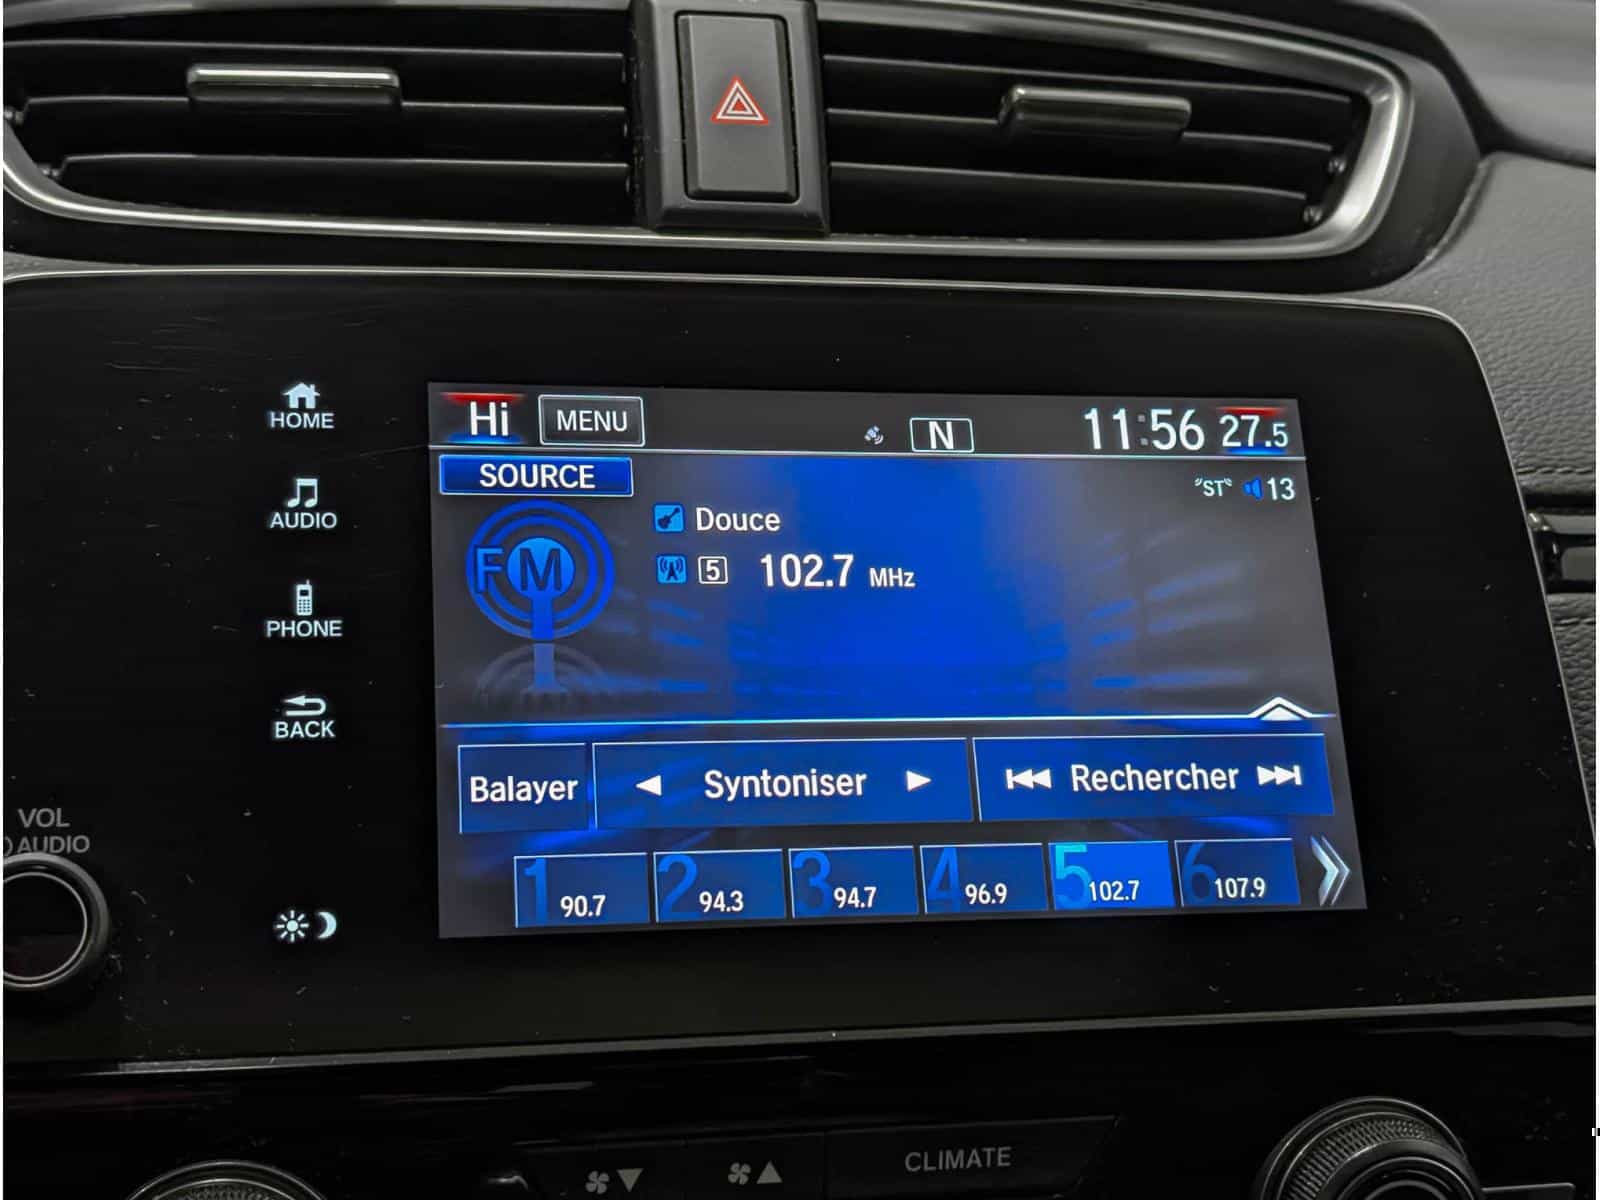 HOME
AUDIO
PHONE
BACK
VOL
AUDIO
Hi MENU N 11:56 27.5
SOURCE
"ST" 13
FM
Douce
5 102.7 MHz
Balayer Syntoniser Rechercher
1 90.7 2 94.3 3 94.7 4 96.9 5 102.7 6 107.9
CLIMATE